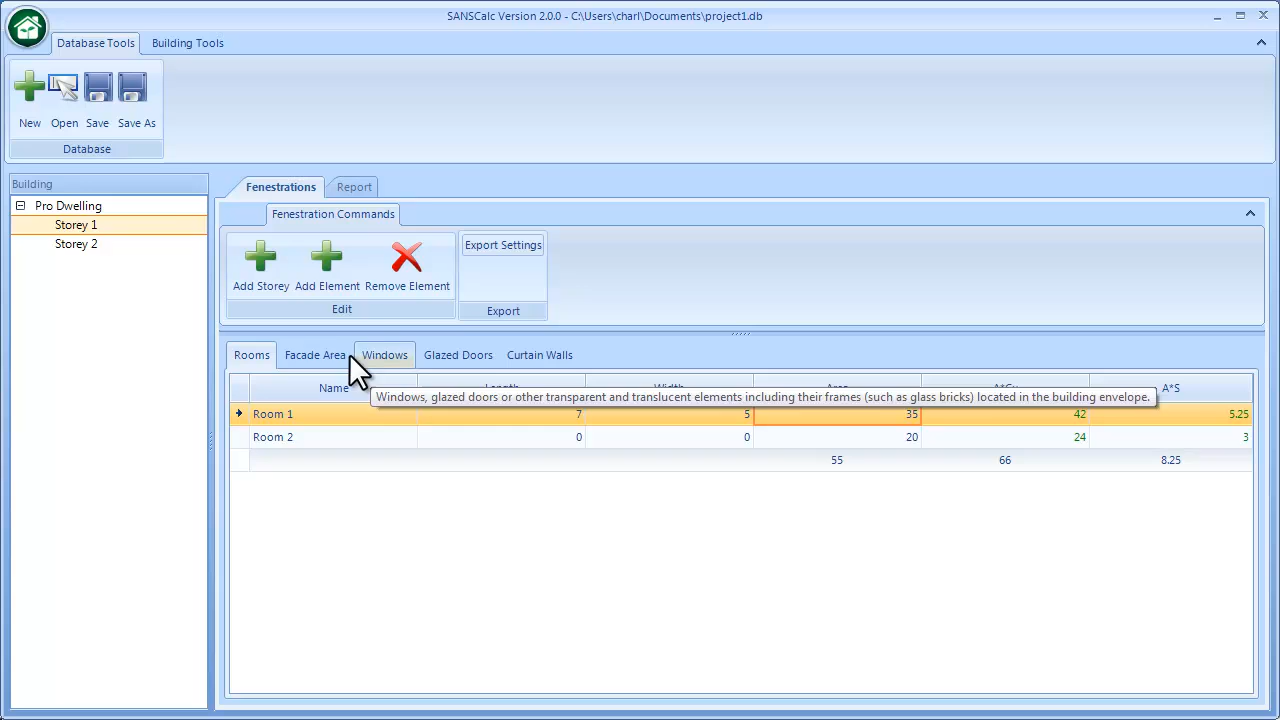 SANSCalc Version 2.0.0 - C:\Users\charl\Documents\project1.db
Database Tools Building Tools
New Open Save Save As
Database
Building
Pro Dwelling
Storey 1
Storey 2
Fenestrations Report
Fenestration Commands
Add Storey Add Element Remove Element
Edit
Export Settings
Export
Rooms Facade Area Windows Glazed Doors Curtain Walls
Name Length Width Area A*Cu A*S
Windows, glazed doors or other transparent and translucent elements including their frames (such as glass bricks) located in the building envelope.
Room 1 7 5 35 42 5.25
Room 2 0 0 20 24 3
55 66 8.25